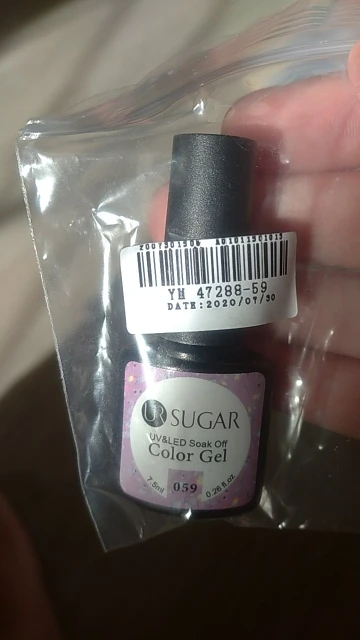 YM 47288-59
DATE:2020/07/30
UR SUGAR
UV&LED Soak Off
Color Gel
7.5ml 059 0.26 fl.oz